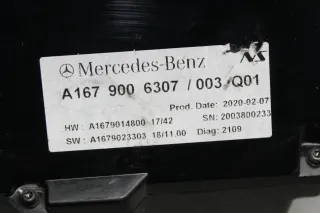 Mercedes-Benz
A167 900 6307 / 003 Q01
Prod. Date: 2020-02-07
HW: A1679014800 17/42 SN: 2003800233
SW: A1679023303 18/11.00 Diag: 2109